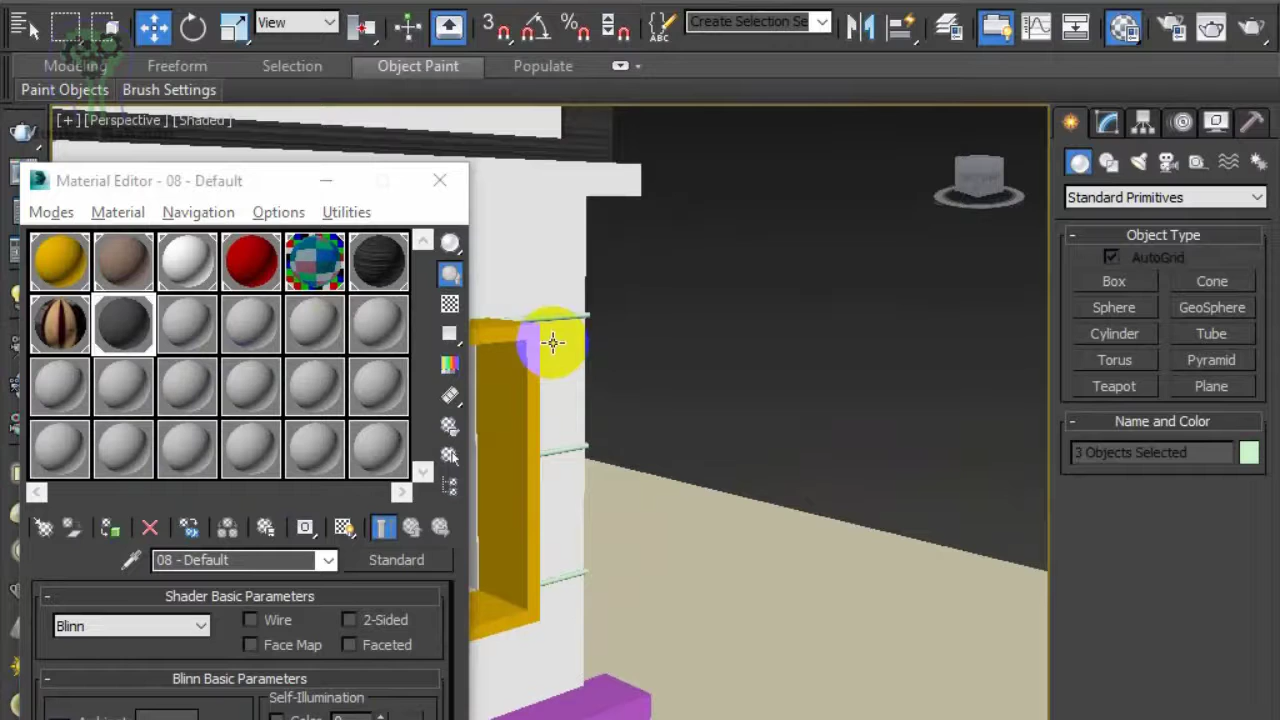 View
3
%
ABC
Create Selection Se
Modeling
Freeform
Selection
Object Paint
Populate
Paint Objects
Brush Settings
[+] [Perspective ] [Shaded ]
Material Editor - 08 - Default
Modes
Material
Navigation
Options
Utilities
08 - Default
Standard
- Shader Basic Parameters
Blinn
Wire
2-Sided
Face Map
Faceted
- Blinn Basic Parameters
Self-Illumination
Standard Primitives
- Object Type
AutoGrid
Box
Cone
Sphere
GeoSphere
Cylinder
Tube
Torus
Pyramid
Teapot
Plane
- Name and Color
3 Objects Selected